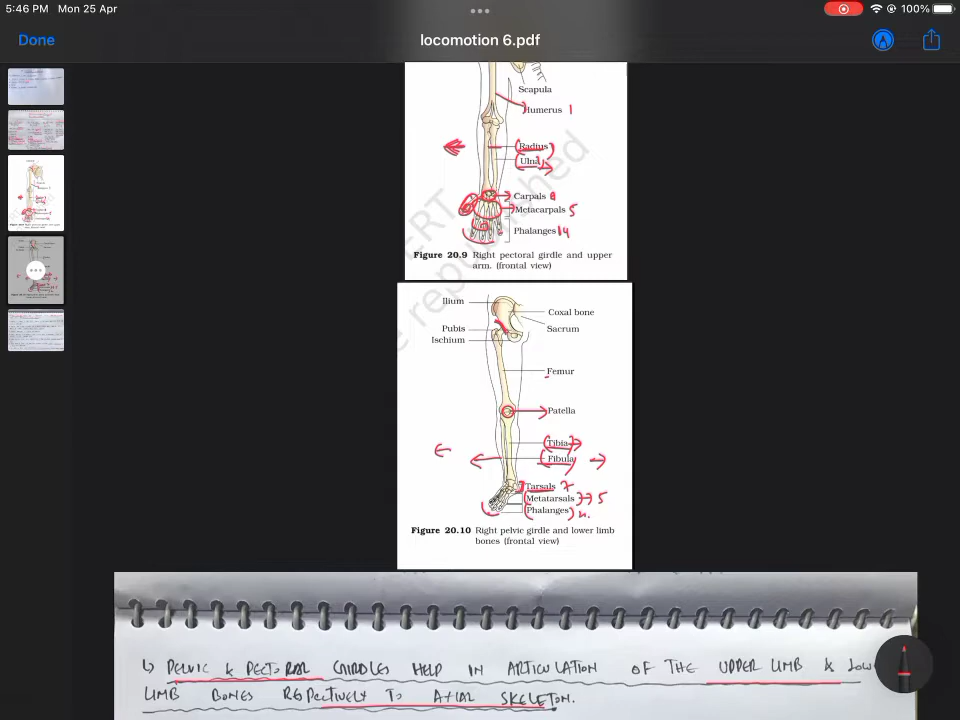 5:46 PM Mon 25 Apr
100%
Done
locomotion 6.pdf
Scapula
Humerus 1
Radius
Ulna
Carpals 8
Metacarpals 5
Phalanges 14
Figure 20.9 Right pectoral girdle and upper
arm. (frontal view)
republished
Ilium
Coxal bone
Pubis
Sacrum
Ischium
Femur
Patella
Tibia
Fibula
Tarsals 7
Metatarsals 5
Phalanges
Figure 20.10 Right pelvic girdle and lower limb
bones (frontal view)
↳ PELVIC & PECTORAL GIRDLES HELP IN ARTICULATION OF THE UPPER LIMB & LOW
LIMB BONES RESPECTIVELY TO AXIAL SKELETON.